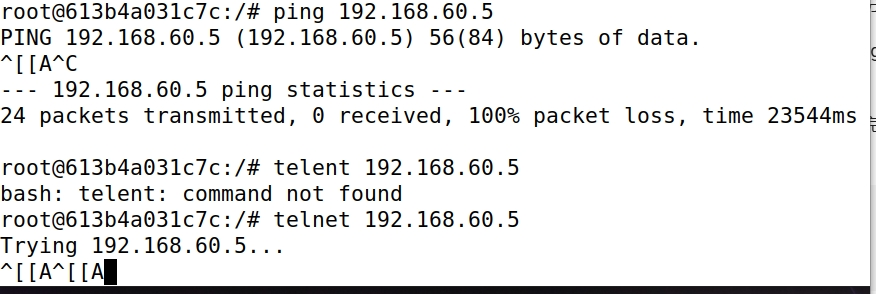 root@613b4a031c7c:/# ping 192.168.60.5
PING 192.168.60.5 (192.168.60.5) 56(84) bytes of data.
^[[A^C
--- 192.168.60.5 ping statistics ---
24 packets transmitted, 0 received, 100% packet loss, time 23544ms
root@613b4a031c7c:/# telent 192.168.60.5
bash: telent: command not found
root@613b4a031c7c:/# telnet 192.168.60.5
Trying 192.168.60.5...
^[[A^[[A